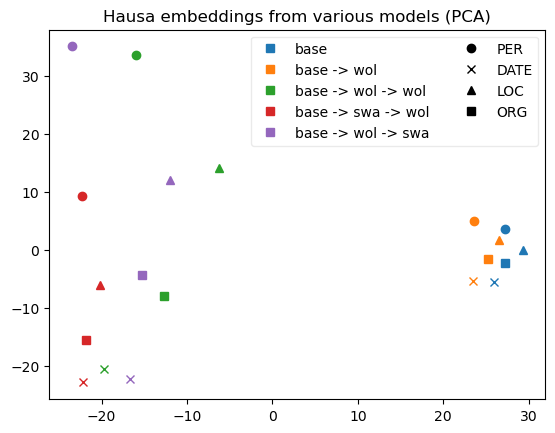 Hausa embeddings from various models (PCA)
base
base -> wol
base -> wol -> wol
base -> swa -> wol
base -> wol -> swa
PER
DATE
LOC
ORG
30
20
10
0
−10
−20
−20
−10
0
10
20
30